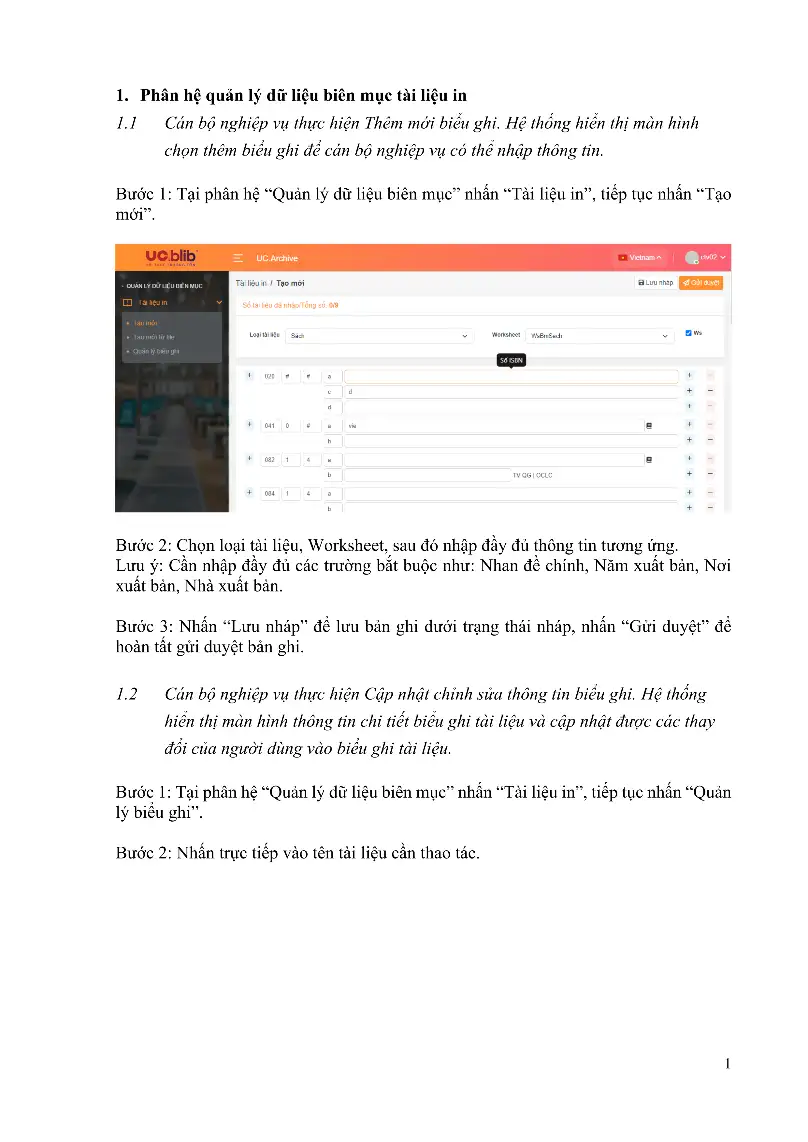 1. Phân hệ quản lý dữ liệu biên mục tài liệu in
1.1 Cán bộ nghiệp vụ thực hiện Thêm mới biểu ghi. Hệ thống hiển thị màn hình
chọn thêm biểu ghi để cán bộ nghiệp vụ có thể nhập thông tin.
Bước 1: Tại phân hệ “Quản lý dữ liệu biên mục” nhấn “Tài liệu in”, tiếp tục nhấn “Tạo
mới”.
UC.blib
UC.Archive
Vietnam
ctv02
QUẢN LÝ DỮ LIỆU BIÊN MỤC
Tài liệu in
Tạo mới
Tạo mới từ file
Quản lý biểu ghi
Tài liệu in / Tạo mới
Lưu nháp
Gửi duyệt
Số tài liệu đã nhập/Tổng số: 0/9
Loại tài liệu Sách Worksheet WsBmSach Ws
Số ISBN
+ 020 # # a + −
c d + −
d + −
+ 041 0 # a vie + −
h + −
+ 082 1 4 a + −
b TV QG | OCLC + −
+ 084 1 4 a + −
b + −
Bước 2: Chọn loại tài liệu, Worksheet, sau đó nhập đầy đủ thông tin tương ứng.
Lưu ý: Cần nhập đầy đủ các trường bắt buộc như: Nhan đề chính, Năm xuất bản, Nơi
xuất bản, Nhà xuất bản.
Bước 3: Nhấn “Lưu nháp” để lưu bản ghi dưới trạng thái nháp, nhấn “Gửi duyệt” để
hoàn tất gửi duyệt bản ghi.
1.2 Cán bộ nghiệp vụ thực hiện Cập nhật chỉnh sửa thông tin biểu ghi. Hệ thống
hiển thị màn hình thông tin chi tiết biểu ghi tài liệu và cập nhật được các thay
đổi của người dùng vào biểu ghi tài liệu.
Bước 1: Tại phân hệ “Quản lý dữ liệu biên mục” nhấn “Tài liệu in”, tiếp tục nhấn “Quản
lý biểu ghi”.
Bước 2: Nhấn trực tiếp vào tên tài liệu cần thao tác.
1